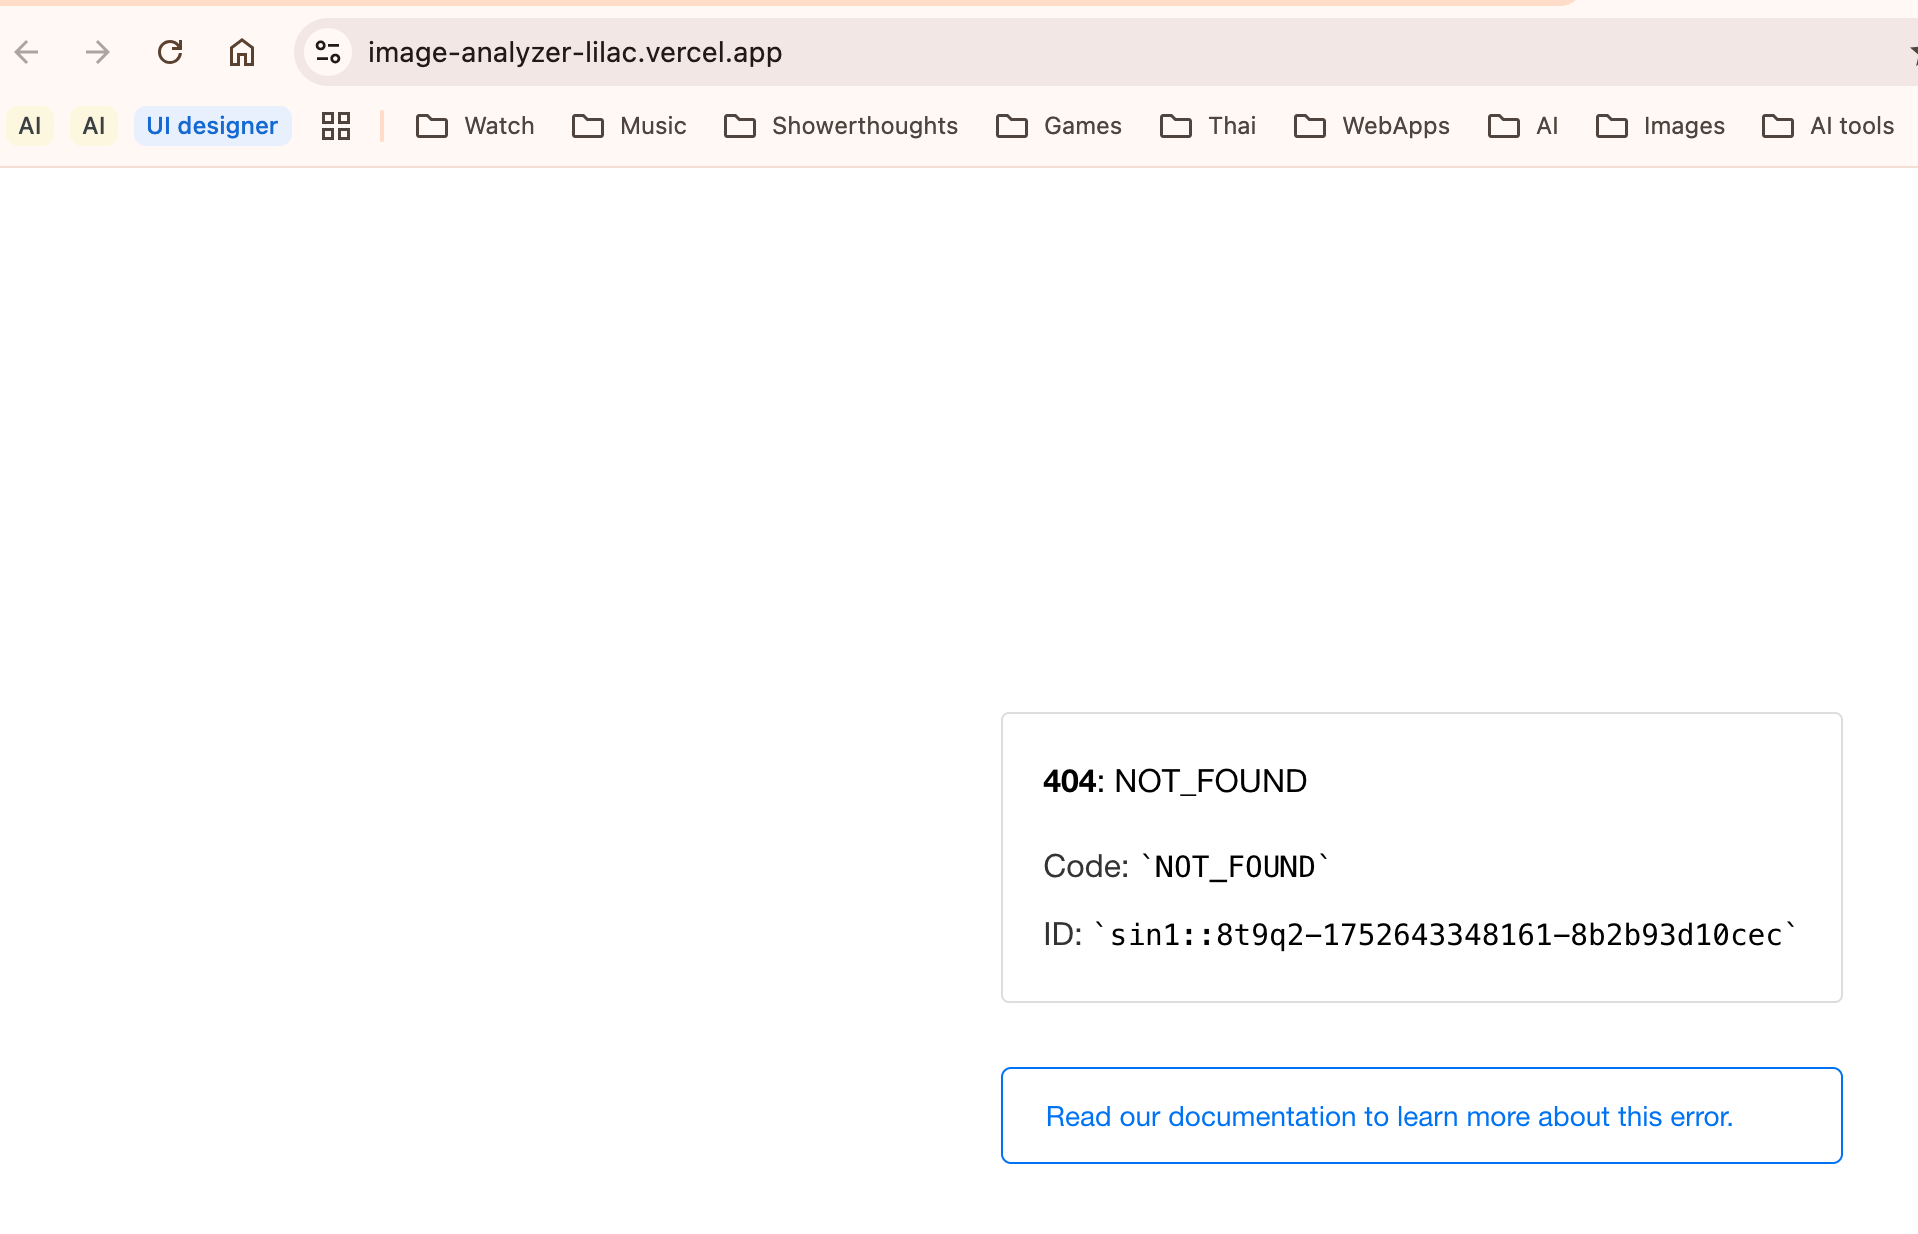 image-analyzer-lilac.vercel.app
AI AI UI designer Watch Music Showerthoughts Games Thai WebApps AI Images AI tools
404: NOT_FOUND
Code: `NOT_FOUND`
ID: `sin1::8t9q2-1752643348161-8b2b93d10cec`
Read our documentation to learn more about this error.